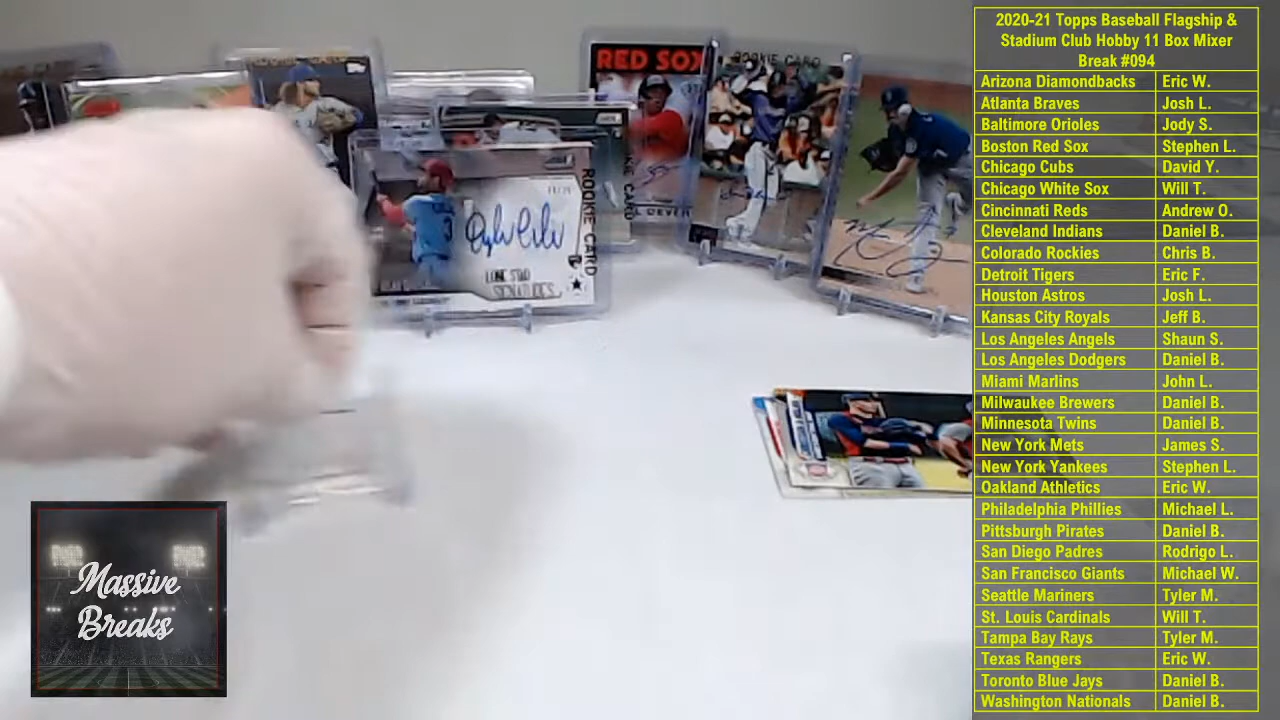 2020-21 Topps Baseball Flagship &
Stadium Club Hobby 11 Box Mixer
Break #094
Arizona Diamondbacks Eric W.
Atlanta Braves Josh L.
Baltimore Orioles Jody S.
Boston Red Sox Stephen L.
Chicago Cubs David Y.
Chicago White Sox Will T.
Cincinnati Reds Andrew O.
Cleveland Indians Daniel B.
Colorado Rockies Chris B.
Detroit Tigers Eric F.
Houston Astros Josh L.
Kansas City Royals Jeff B.
Los Angeles Angels Shaun S.
Los Angeles Dodgers Daniel B.
Miami Marlins John L.
Milwaukee Brewers Daniel B.
Minnesota Twins Daniel B.
New York Mets James S.
New York Yankees Stephen L.
Oakland Athletics Eric W.
Philadelphia Phillies Michael L.
Pittsburgh Pirates Daniel B.
San Diego Padres Rodrigo L.
San Francisco Giants Michael W.
Seattle Mariners Tyler M.
St. Louis Cardinals Will T.
Tampa Bay Rays Tyler M.
Texas Rangers Eric W.
Toronto Blue Jays Daniel B.
Washington Nationals Daniel B.
RED SOX
ROOKIE CARD
ROOKIE CARD
LONE STAR
SIGNATURES
Massive
Breaks